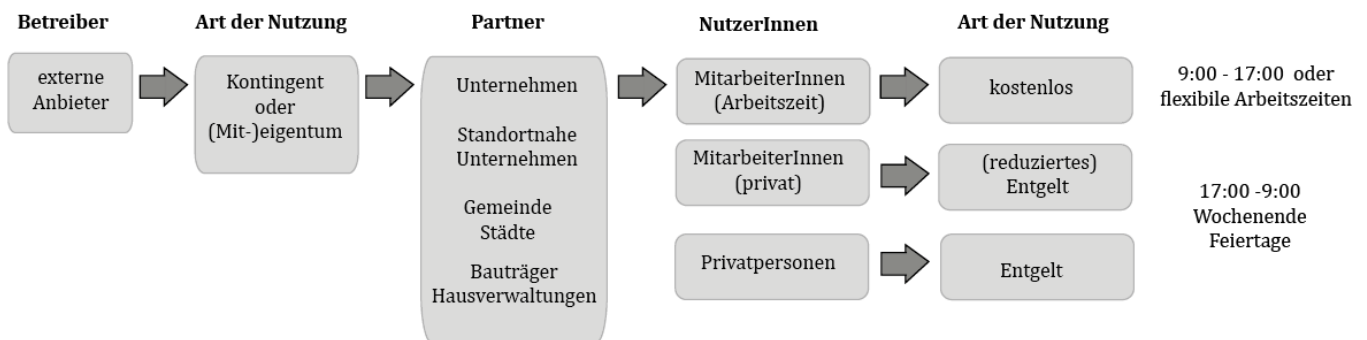 Betreiber
Art der Nutzung
Partner
NutzerInnen
Art der Nutzung
externe
Anbieter
Kontingent
oder
(Mit-)eigentum
Unternehmen
Standortnahe
Unternehmen
Gemeinde
Städte
Bauträger
Hausverwaltungen
MitarbeiterInnen
(Arbeitszeit)
kostenlos
9:00 - 17:00 oder
flexibile Arbeitszeiten
MitarbeiterInnen
(privat)
(reduziertes)
Entgelt
17:00 -9:00
Wochenende
Feiertage
Privatpersonen
Entgelt